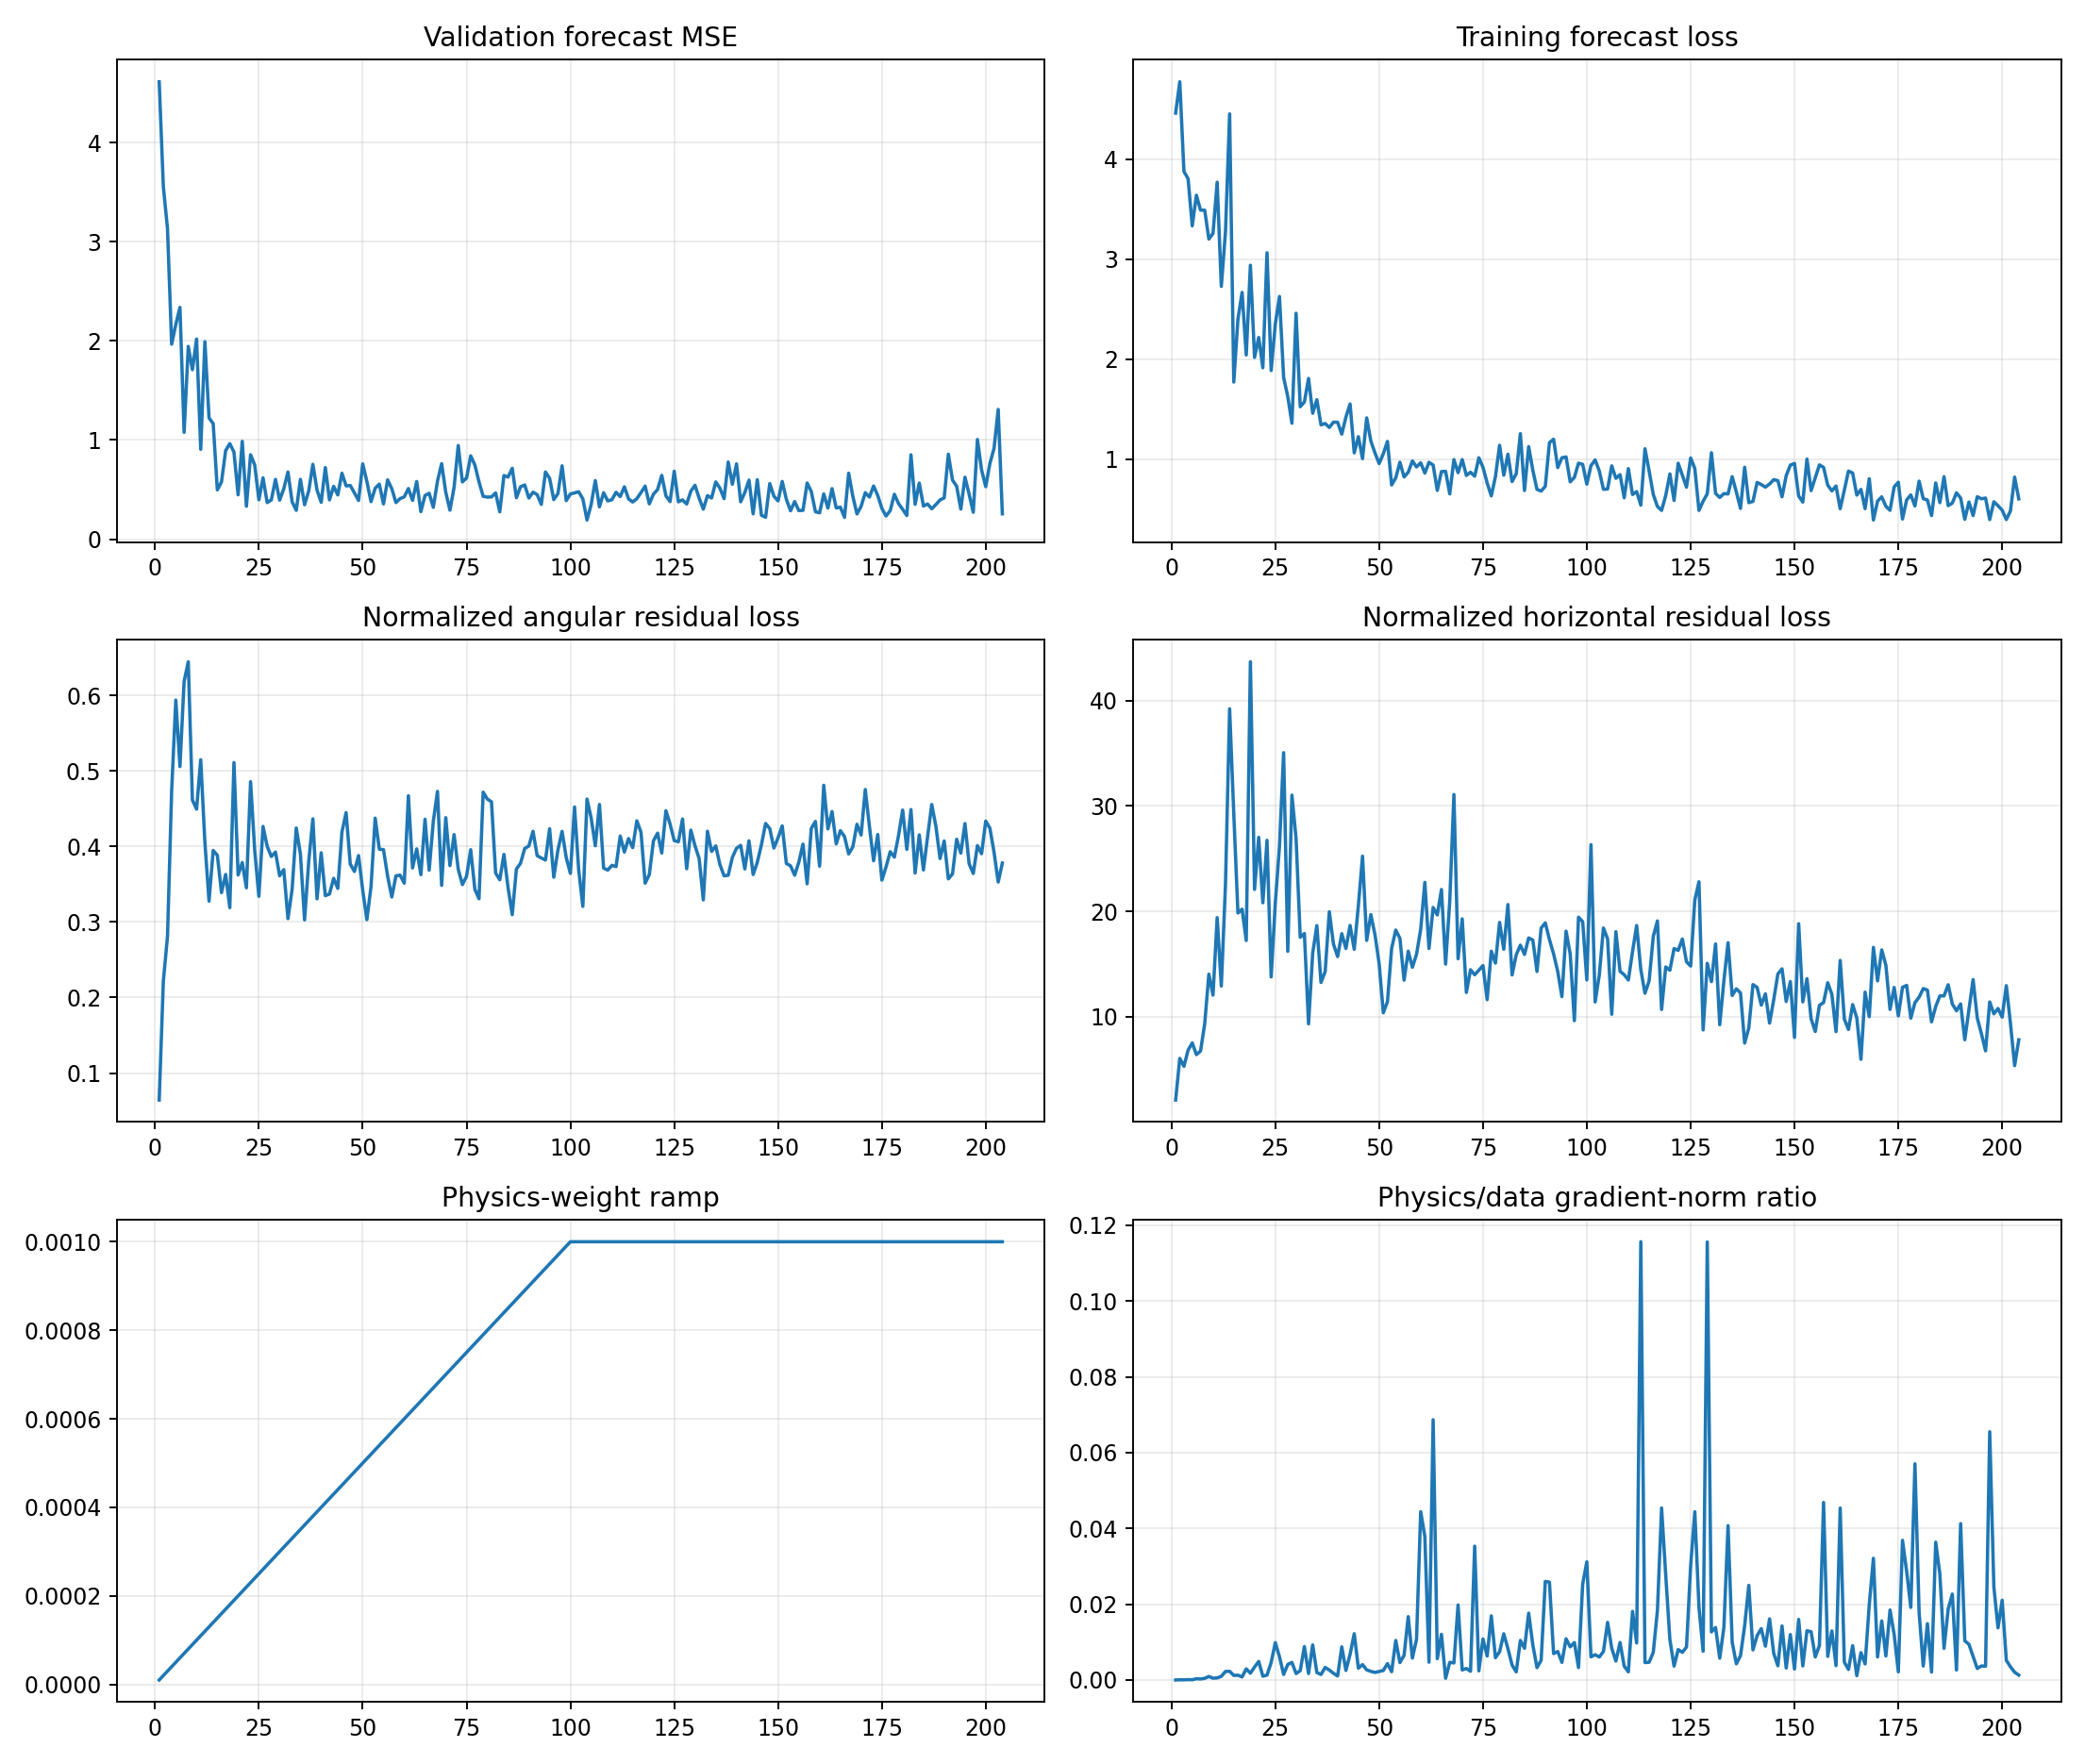 Validation forecast MSE
4
3
2
1
0
0 25 50 75 100 125 150 175 200
Training forecast loss
4
3
2
1
0 25 50 75 100 125 150 175 200
Normalized angular residual loss
0.6
0.5
0.4
0.3
0.2
0.1
0 25 50 75 100 125 150 175 200
Normalized horizontal residual loss
40
30
20
10
0 25 50 75 100 125 150 175 200
Physics-weight ramp
0.0010
0.0008
0.0006
0.0004
0.0002
0.0000
0 25 50 75 100 125 150 175 200
Physics/data gradient-norm ratio
0.12
0.10
0.08
0.06
0.04
0.02
0.00
0 25 50 75 100 125 150 175 200